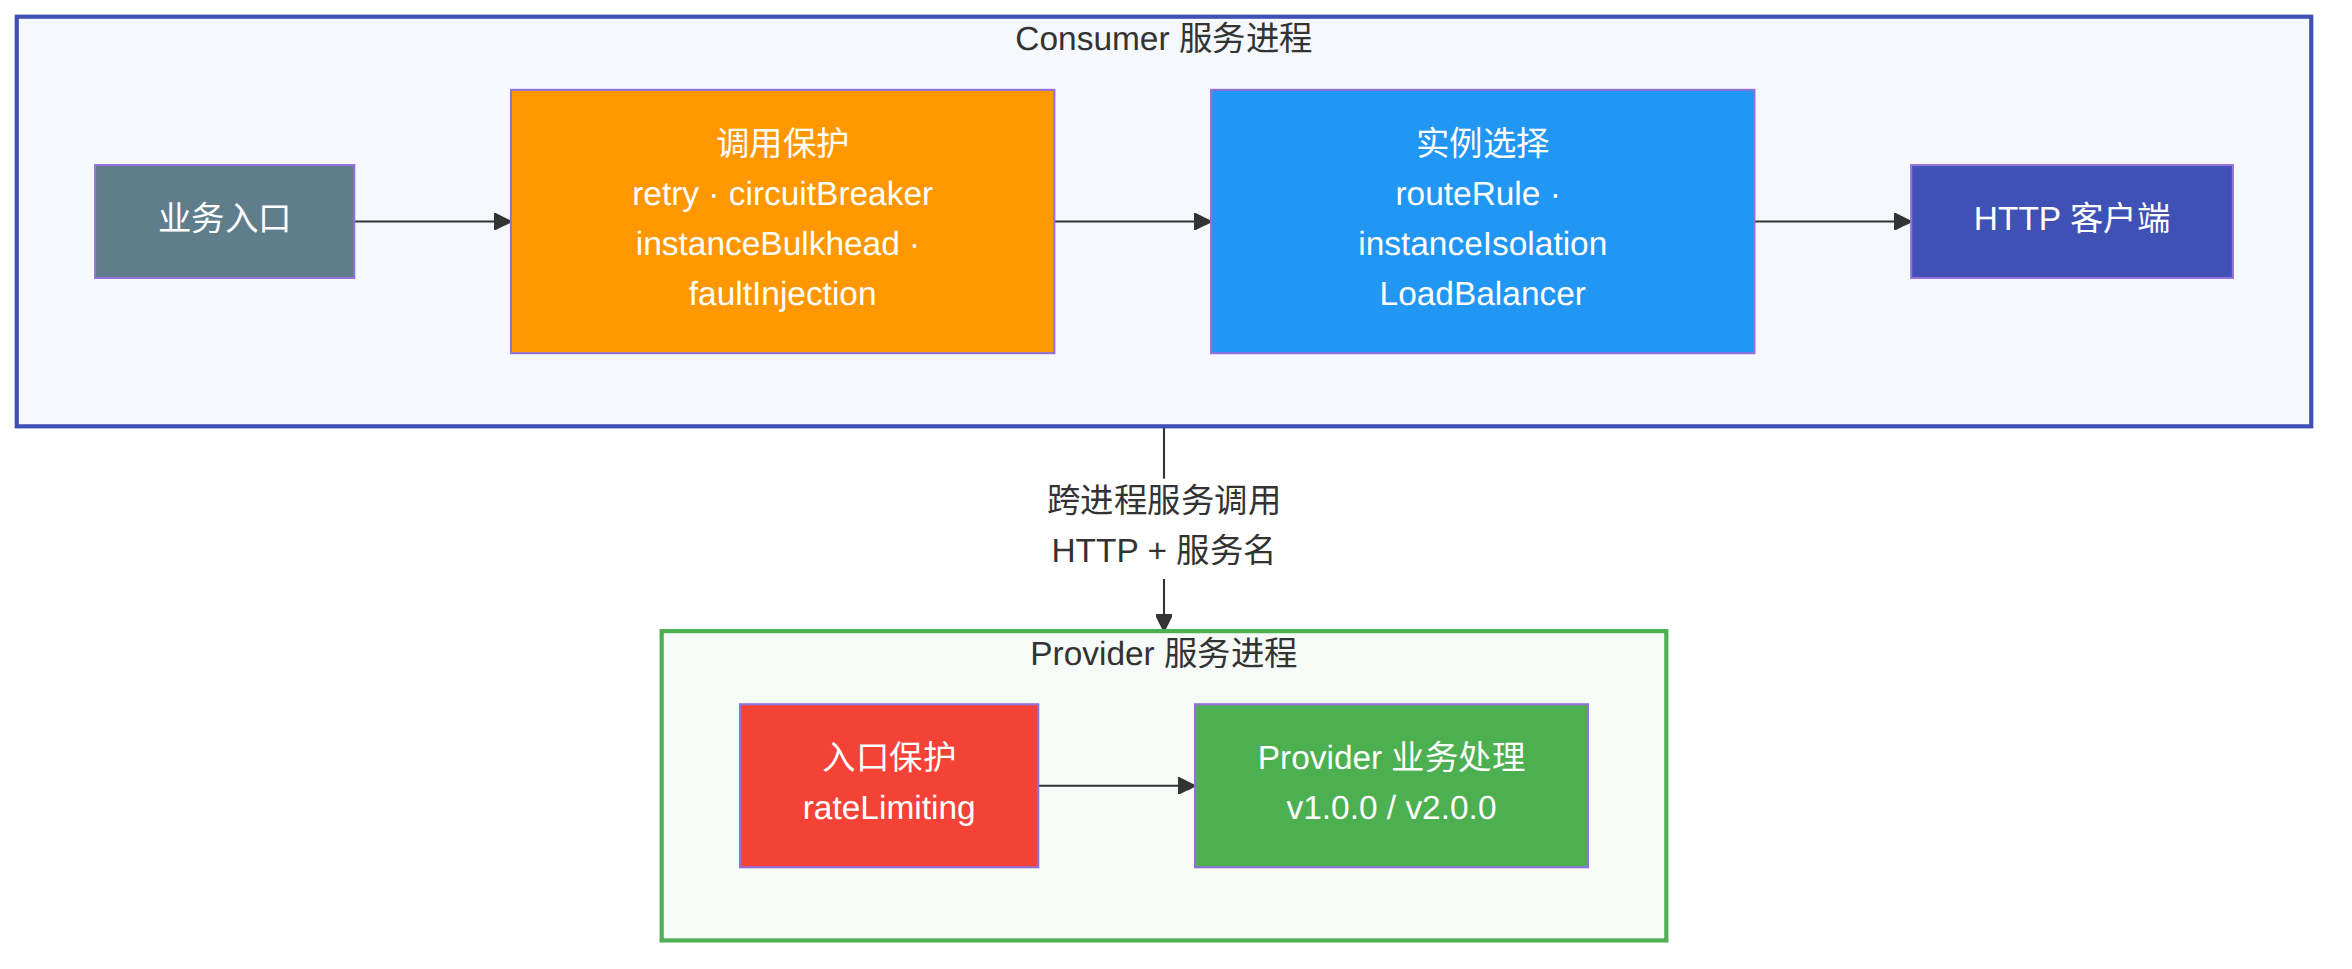 Consumer 服务进程
业务入口
调用保护
retry · circuitBreaker
instanceBulkhead ·
faultInjection
实例选择
routeRule ·
instanceIsolation
LoadBalancer
HTTP 客户端
跨进程服务调用
HTTP + 服务名
Provider 服务进程
入口保护
rateLimiting
Provider 业务处理
v1.0.0 / v2.0.0